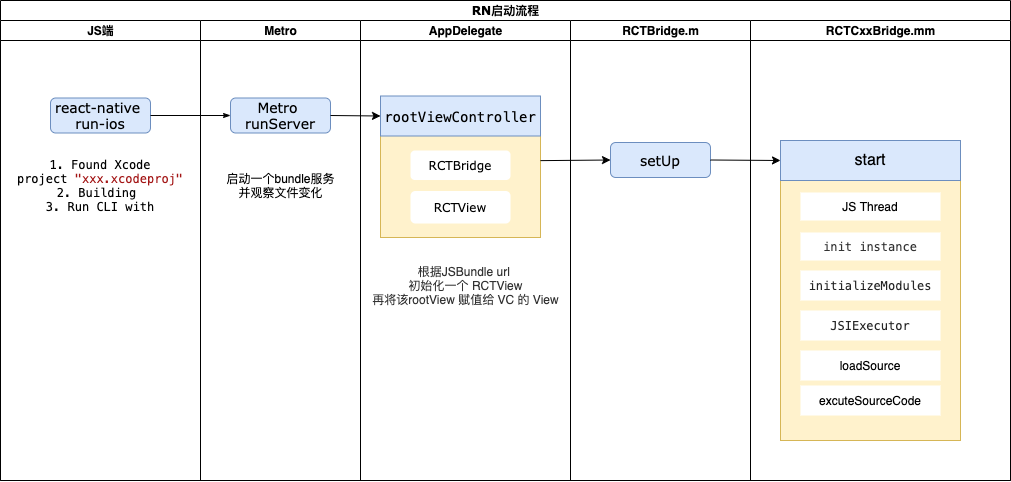 RN启动流程
JS端
Metro
AppDelegate
RCTBridge.m
RCTCxxBridge.mm
react-native
run-ios
1. Found Xcode
project "xxx.xcodeproj"
2. Building
3. Run CLI with
Metro
runServer
启动一个bundle服务
并观察文件变化
rootViewController
RCTBridge
RCTView
根据JSBundle url
初始化一个 RCTView
再将该rootView 赋值给 VC 的 View
setUp
start
JS Thread
init instance
initializeModules
JSIExecutor
loadSource
excuteSourceCode